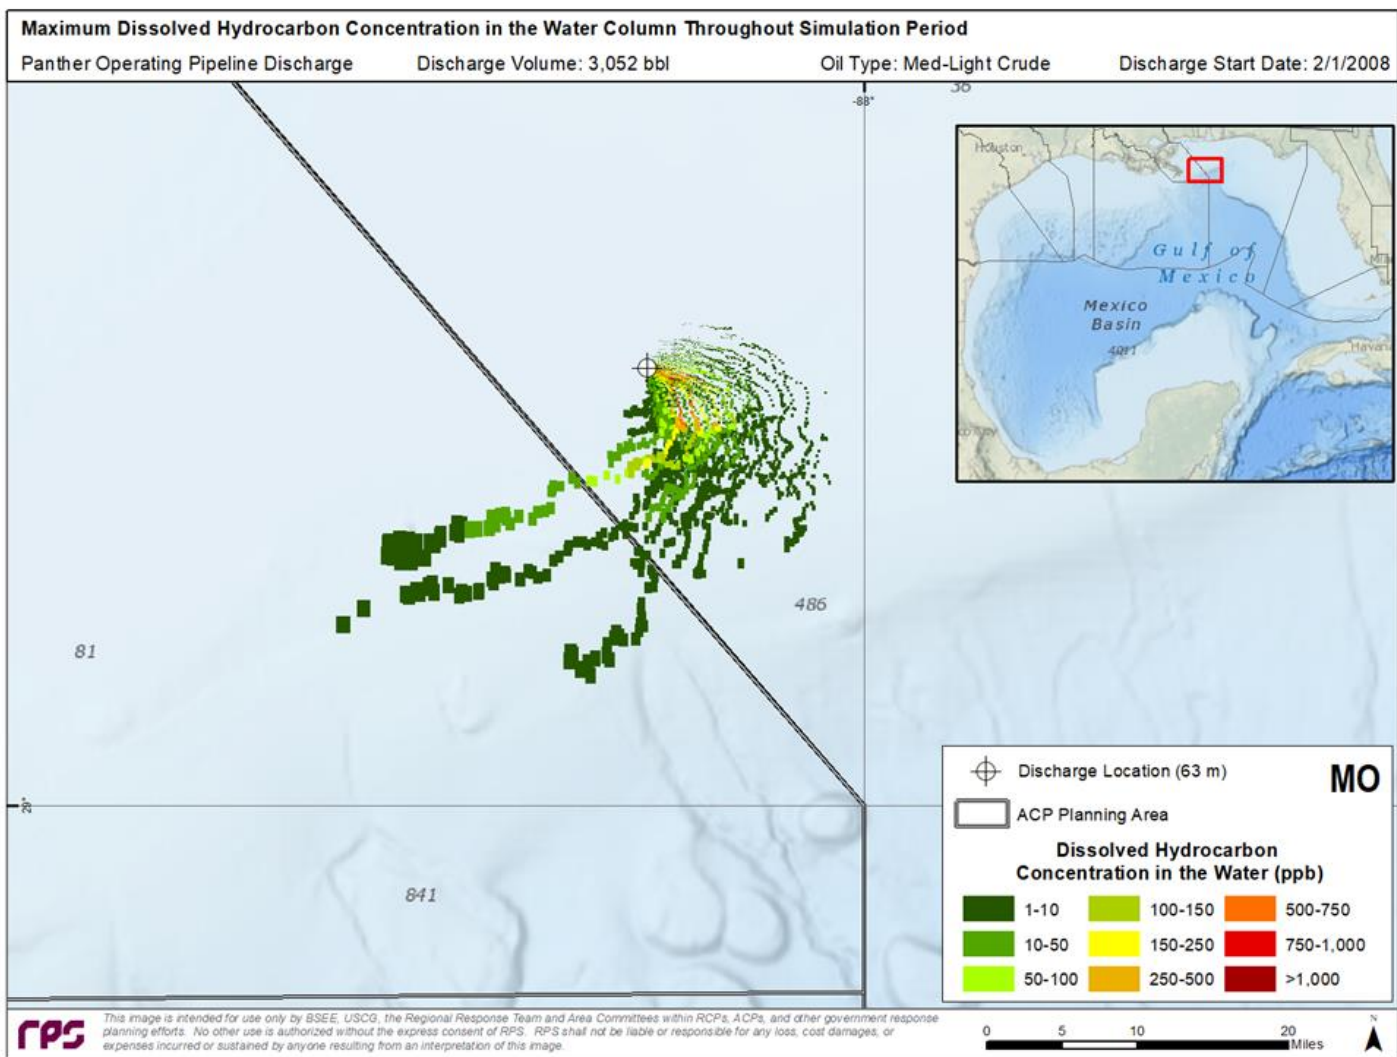 Maximum Dissolved Hydrocarbon Concentration in the Water Column Throughout Simulation Period
Panther Operating Pipeline Discharge Discharge Volume: 3,052 bbl Oil Type: Med-Light Crude Discharge Start Date: 2/1/2008
-88°
Houston
Gulf of
Mexico
Mexico
Basin
4011
Havana
486
81
29°
841
Discharge Location (63 m)
MO
ACP Planning Area
Dissolved Hydrocarbon
Concentration in the Water (ppb)
1-10 100-150 500-750
10-50 150-250 750-1,000
50-100 250-500 >1,000
rps
This image is intended for use only by BSEE, USCG, the Regional Response Team and Area Committees within RCPs, ACPs, and other government response
planning efforts. No other use is authorized without the express consent of RPS. RPS shall not be liable or responsible for any loss, cost damages, or
expenses incurred or sustained by anyone resulting from an interpretation of this image.
0 5 10 20
Miles
N